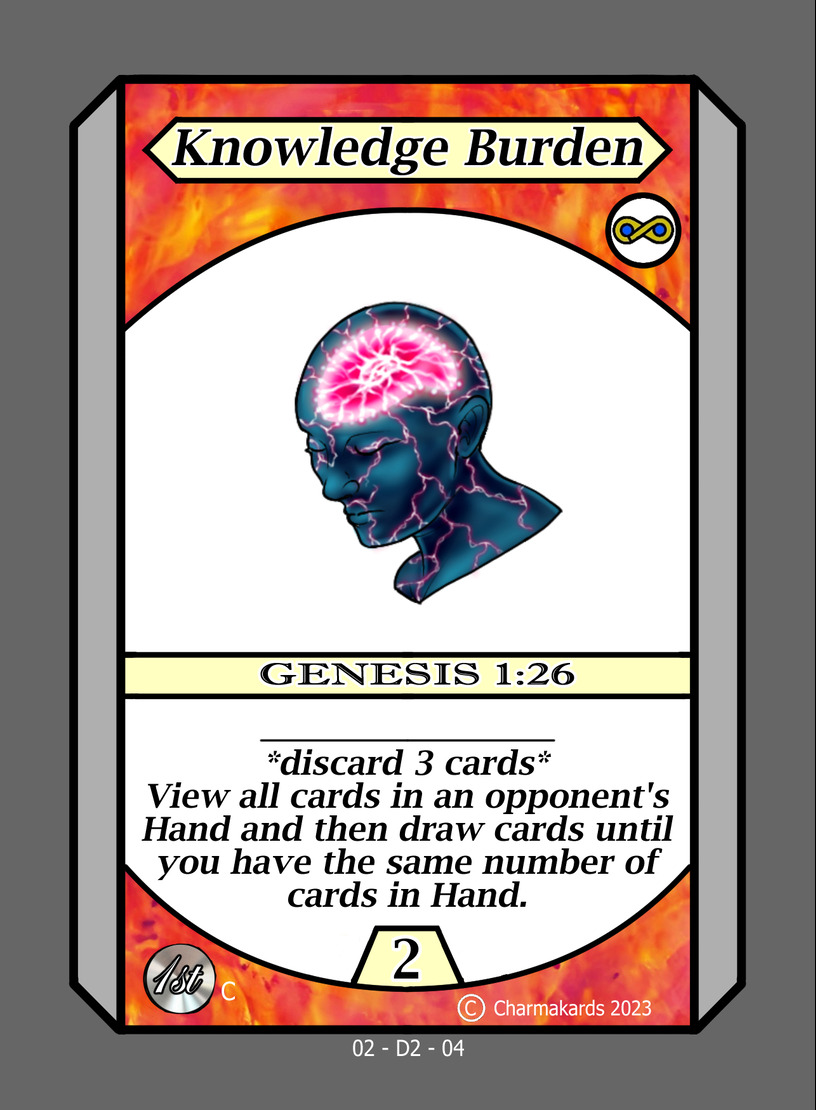 Knowledge Burden
GENESIS 1:26
*discard 3 cards*
View all cards in an opponent's
Hand and then draw cards until
you have the same number of
cards in Hand.
2
1st C
© Charmakards 2023
02 - D2 - 04